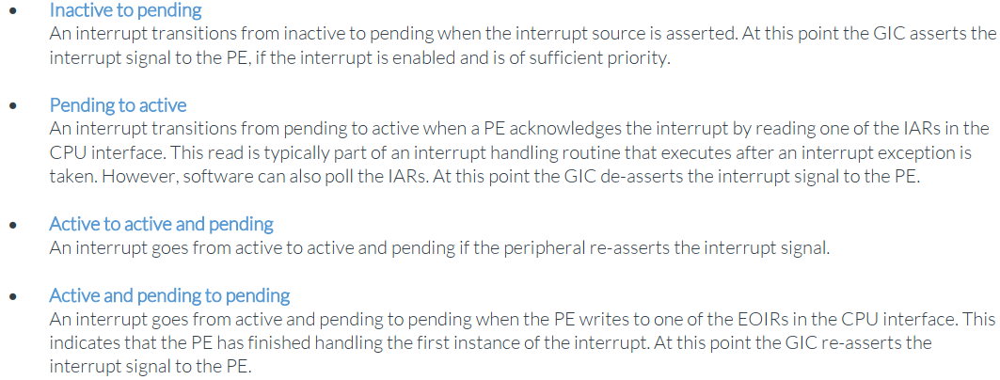 • Inactive to pending
An interrupt transitions from inactive to pending when the interrupt source is asserted. At this point the GIC asserts the
interrupt signal to the PE, if the interrupt is enabled and is of sufficient priority.
• Pending to active
An interrupt transitions from pending to active when a PE acknowledges the interrupt by reading one of the IARs in the
CPU interface. This read is typically part of an interrupt handling routine that executes after an interrupt exception is
taken. However, software can also poll the IARs. At this point the GIC de-asserts the interrupt signal to the PE.
• Active to active and pending
An interrupt goes from active to active and pending if the peripheral re-asserts the interrupt signal.
• Active and pending to pending
An interrupt goes from active and pending to pending when the PE writes to one of the EOIRs in the CPU interface. This
indicates that the PE has finished handling the first instance of the interrupt. At this point the GIC re-asserts the
interrupt signal to the PE.